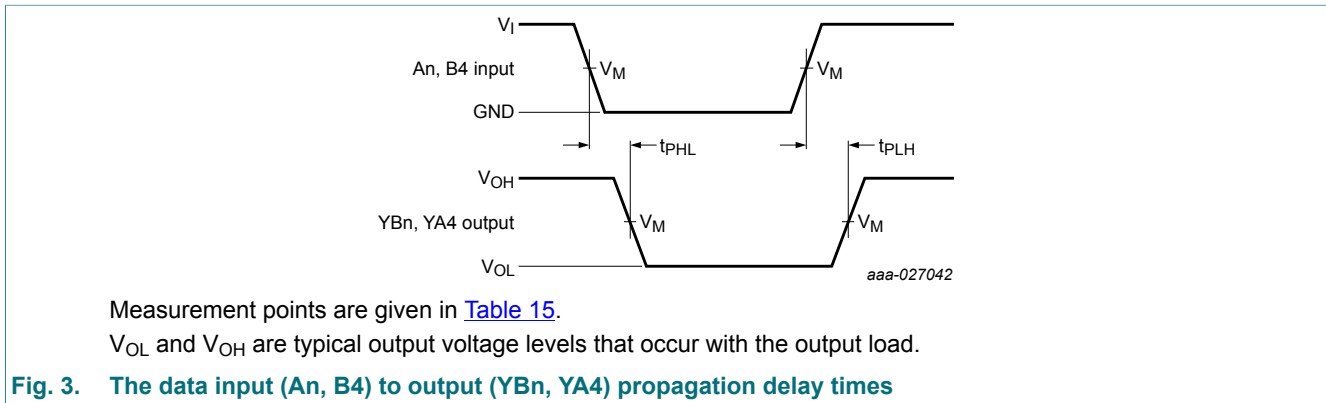 V_I
An, B4 input
V_M
V_M
GND
t_PHL
t_PLH
V_OH
YBn, YA4 output
V_M
V_M
V_OL
aaa-027042
Measurement points are given in Table 15.
V_OL and V_OH are typical output voltage levels that occur with the output load.
Fig. 3. The data input (An, B4) to output (YBn, YA4) propagation delay times